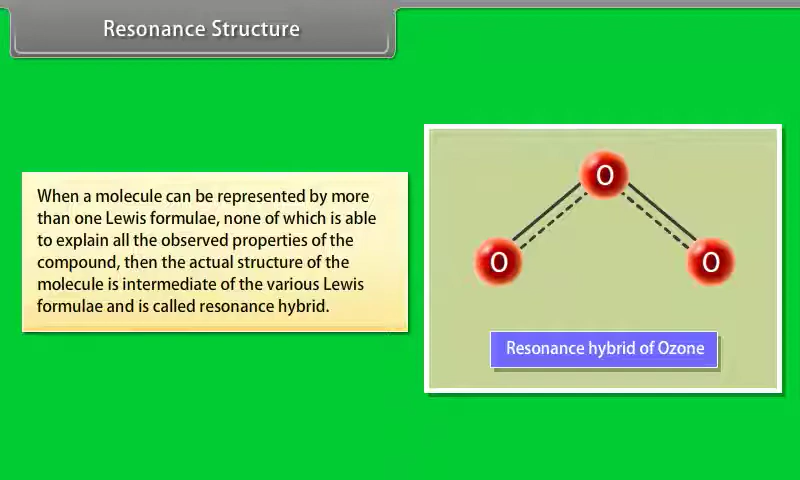 Resonance Structure
When a molecule can be represented by more
than one Lewis formulae, none of which is able
to explain all the observed properties of the
compound, then the actual structure of the
molecule is intermediate of the various Lewis
formulae and is called resonance hybrid.
O
O
O
Resonance hybrid of Ozone